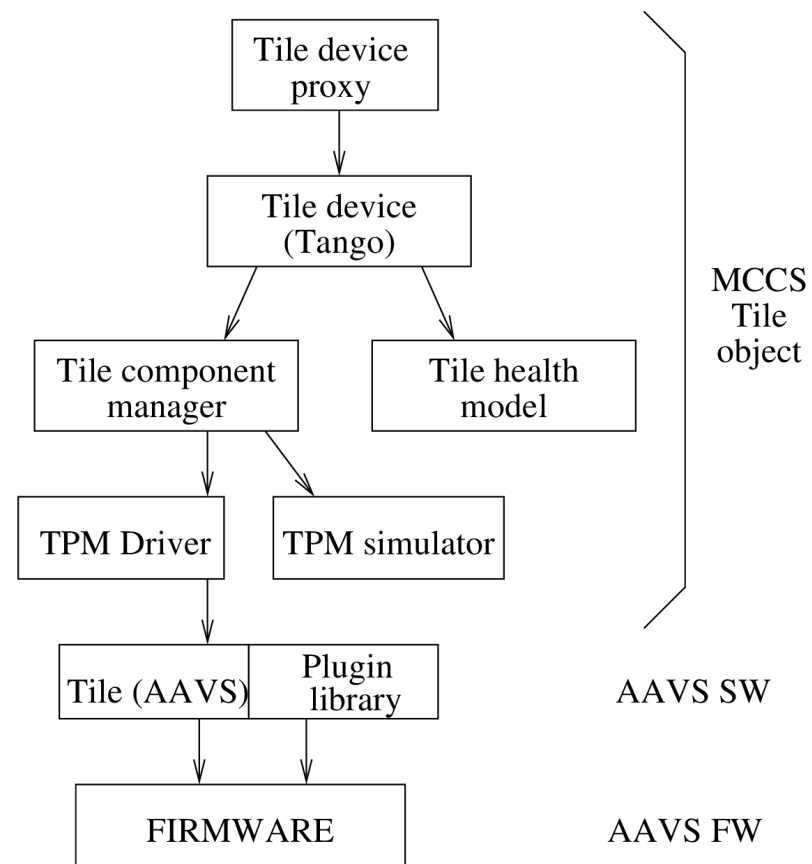 Tile device
proxy
Tile device
(Tango)
MCCS
Tile
object
Tile component
manager
Tile health
model
TPM Driver
TPM simulator
Tile (AAVS)
Plugin
library
AAVS SW
FIRMWARE
AAVS FW